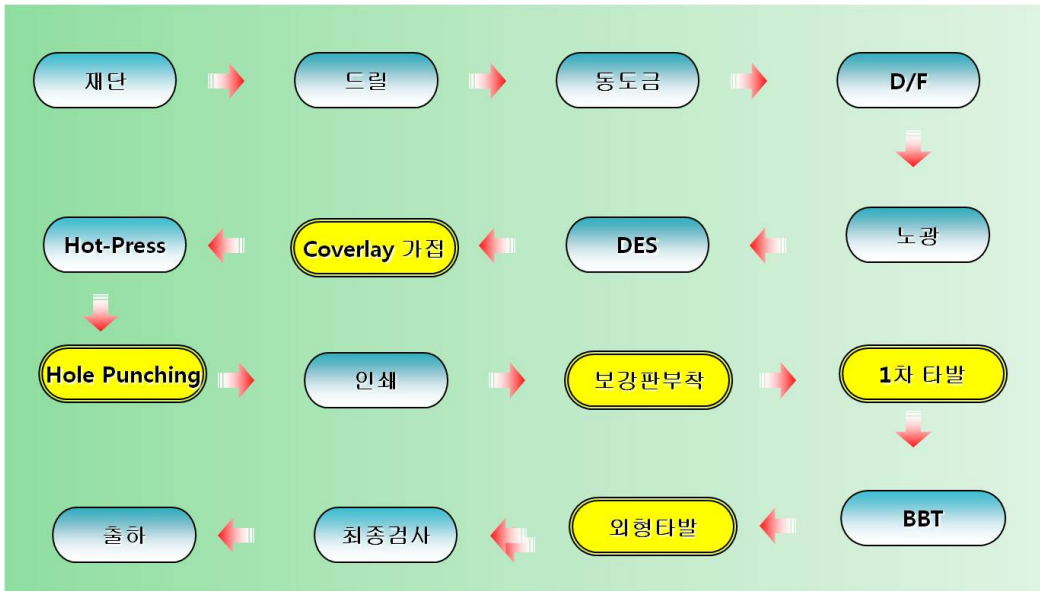 재단
드릴
동도금
D/F
노광
DES
Coverlay 가접
Hot-Press
Hole Punching
인쇄
보강판부착
1차 타발
BBT
외형타발
최종검사
출하